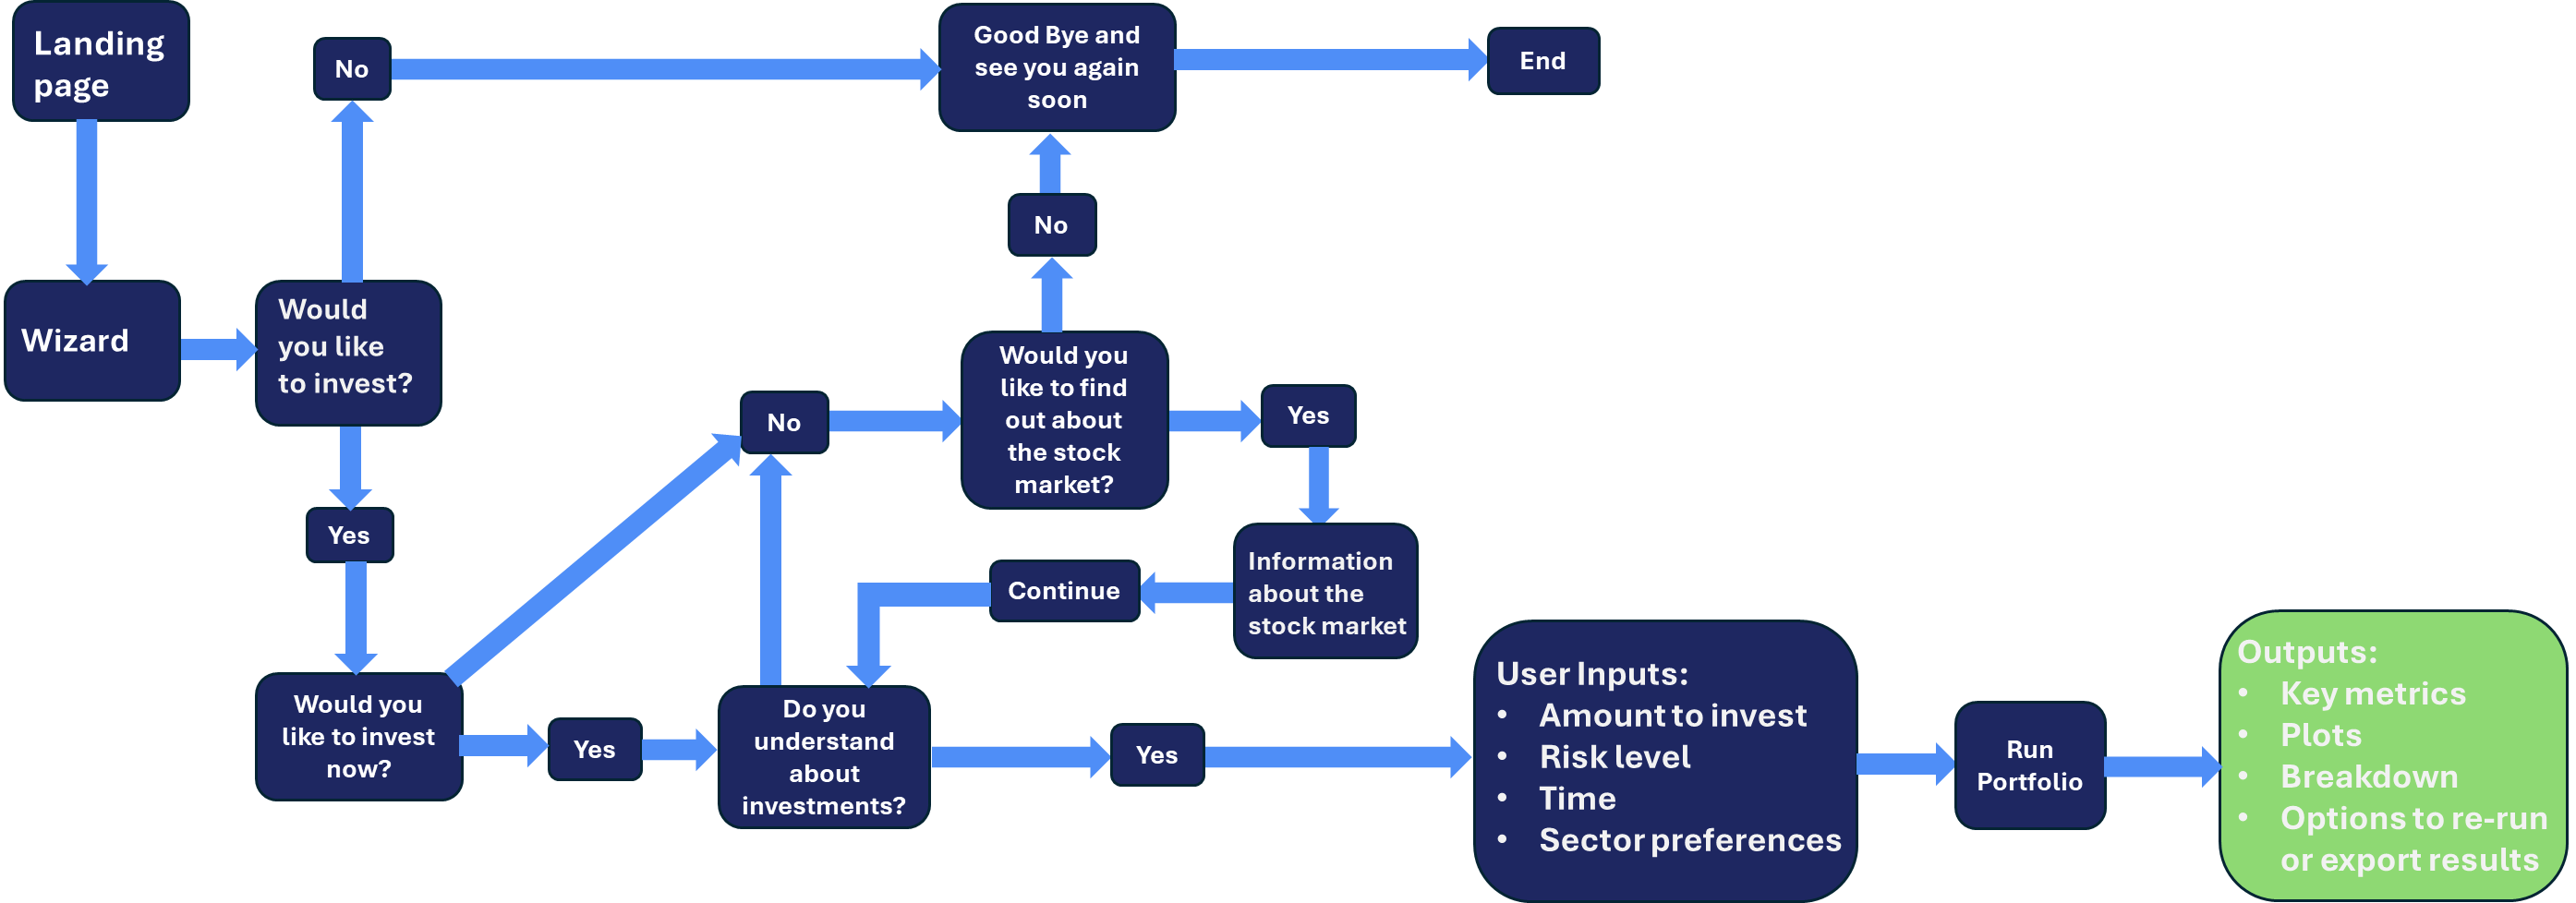 Landing
page
No
Good Bye and
see you again
soon
End
No
Wizard
Would
you like
to invest?
Would you
like to find
out about
the stock
market?
No
Yes
Yes
Information
about the
stock market
Continue
Would you
like to invest
now?
Yes
Do you
understand
about
investments?
Yes
User Inputs:
• Amount to invest
• Risk level
• Time
• Sector preferences
Run
Portfolio
Outputs:
• Key metrics
• Plots
• Breakdown
• Options to re-run
or export results